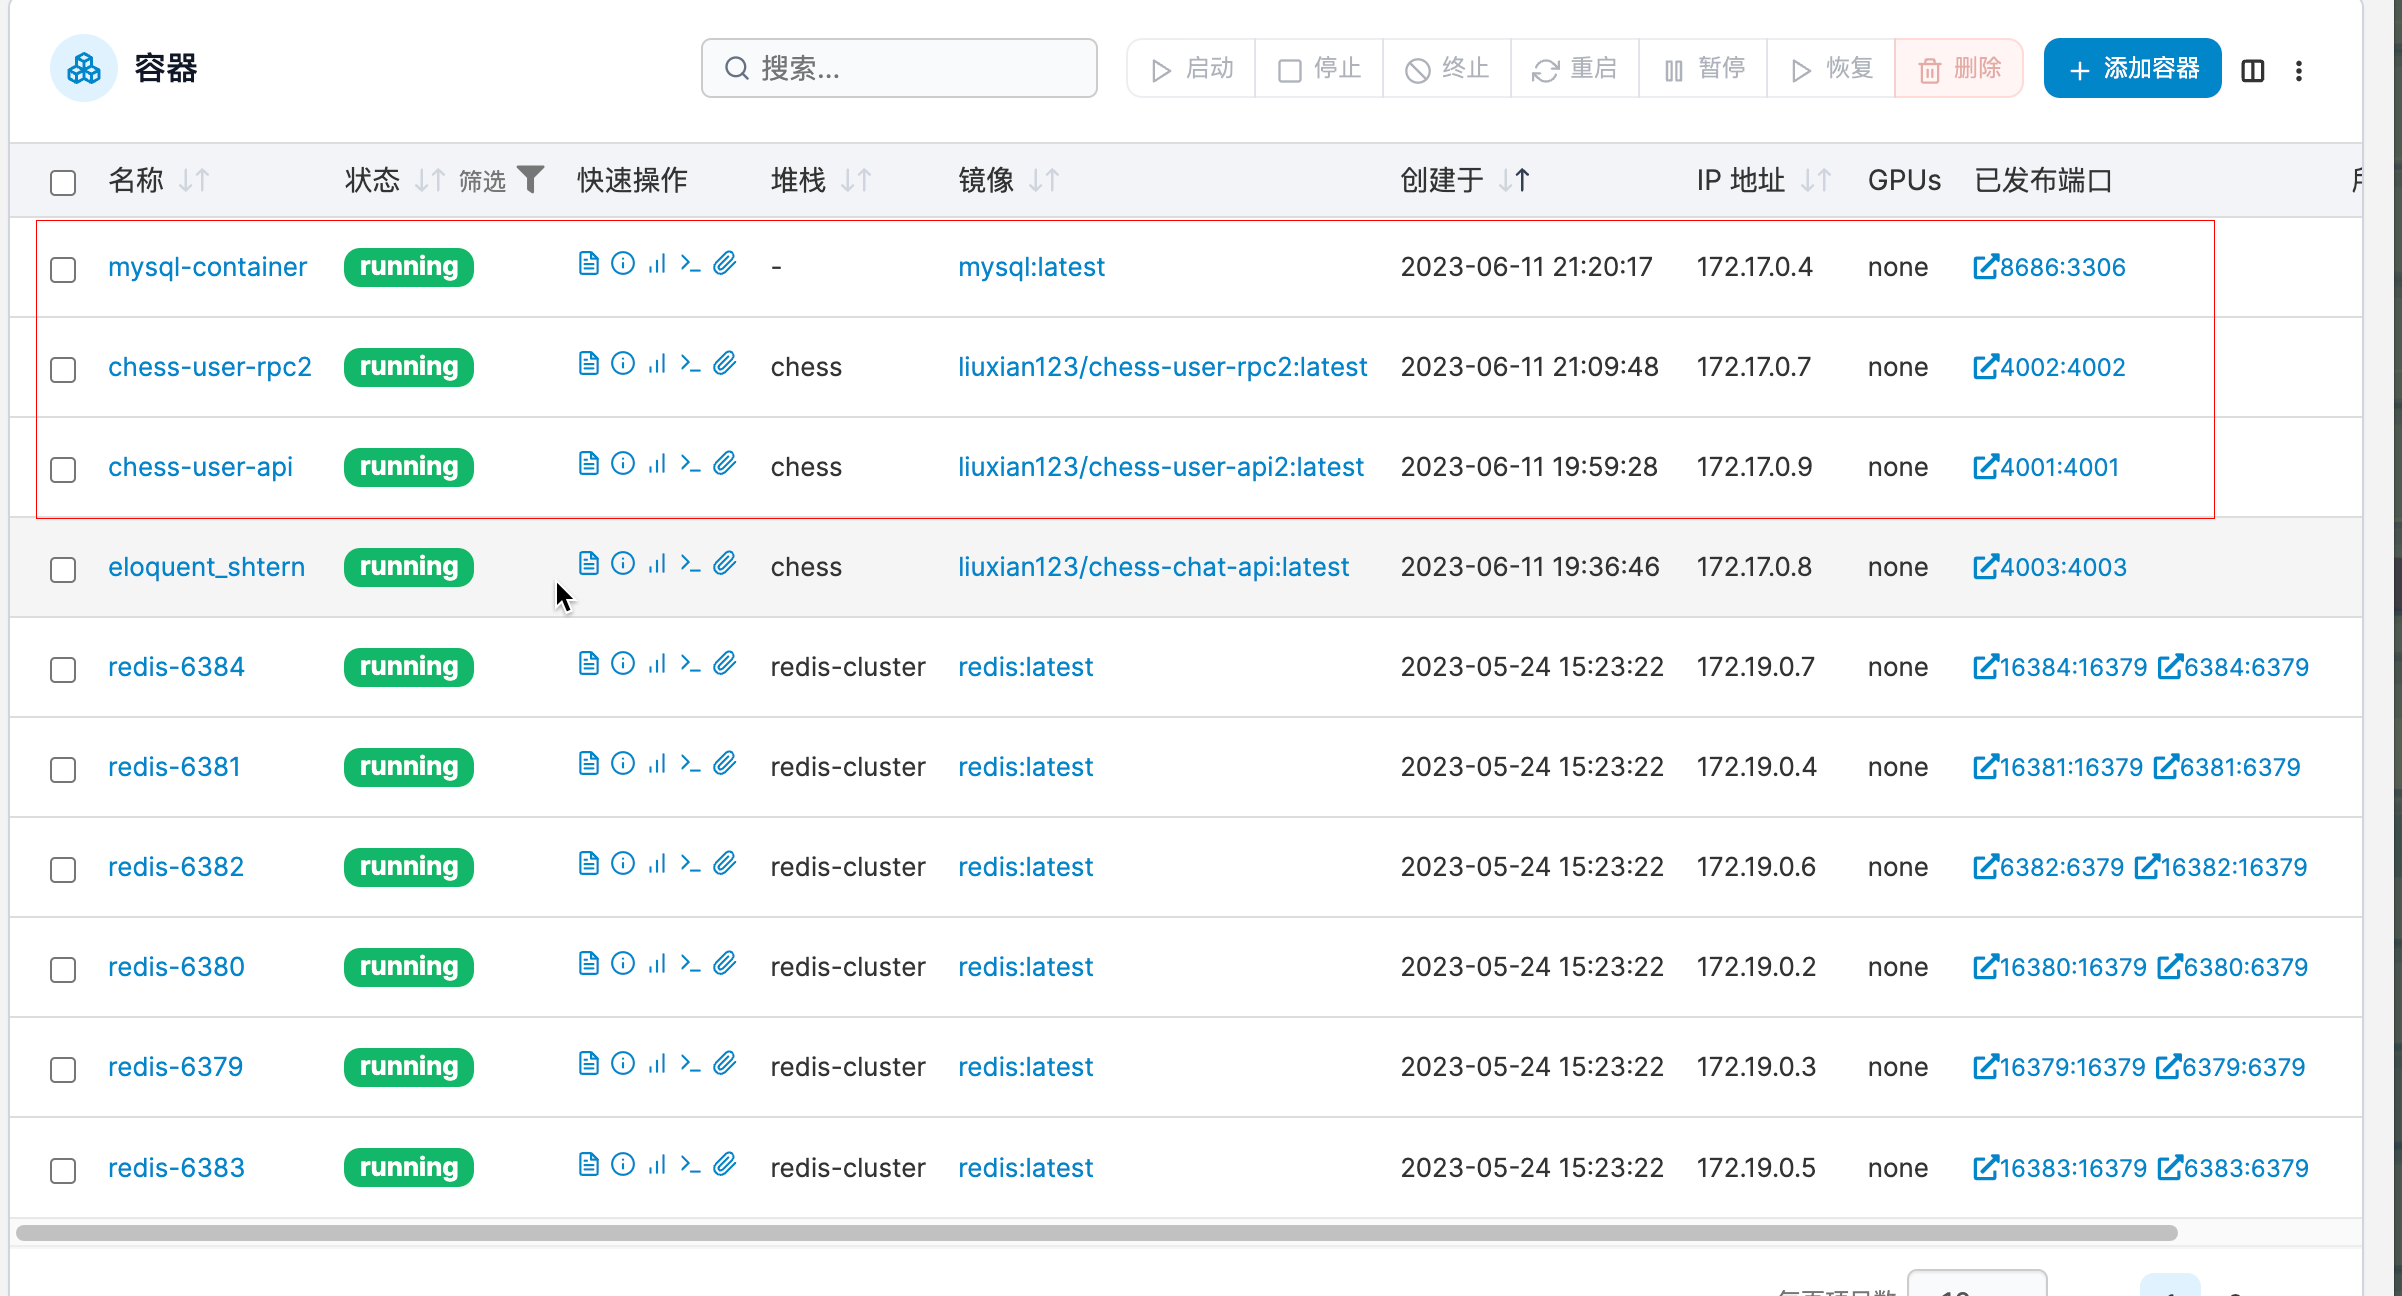 容器 搜索... 启动 停止 终止 重启 暂停 恢复 删除 添加容器
名称 状态 筛选 快速操作 堆栈 镜像 创建于 IP 地址 GPUs 已发布端口
mysql-container running - mysql:latest 2023-06-11 21:20:17 172.17.0.4 none 8686:3306
chess-user-rpc2 running chess liuxian123/chess-user-rpc2:latest 2023-06-11 21:09:48 172.17.0.7 none 4002:4002
chess-user-api running chess liuxian123/chess-user-api2:latest 2023-06-11 19:59:28 172.17.0.9 none 4001:4001
eloquent_shtern running chess liuxian123/chess-chat-api:latest 2023-06-11 19:36:46 172.17.0.8 none 4003:4003
redis-6384 running redis-cluster redis:latest 2023-05-24 15:23:22 172.19.0.7 none 16384:16379 6384:6379
redis-6381 running redis-cluster redis:latest 2023-05-24 15:23:22 172.19.0.4 none 16381:16379 6381:6379
redis-6382 running redis-cluster redis:latest 2023-05-24 15:23:22 172.19.0.6 none 6382:6379 16382:16379
redis-6380 running redis-cluster redis:latest 2023-05-24 15:23:22 172.19.0.2 none 16380:16379 6380:6379
redis-6379 running redis-cluster redis:latest 2023-05-24 15:23:22 172.19.0.3 none 16379:16379 6379:6379
redis-6383 running redis-cluster redis:latest 2023-05-24 15:23:22 172.19.0.5 none 16383:16379 6383:6379